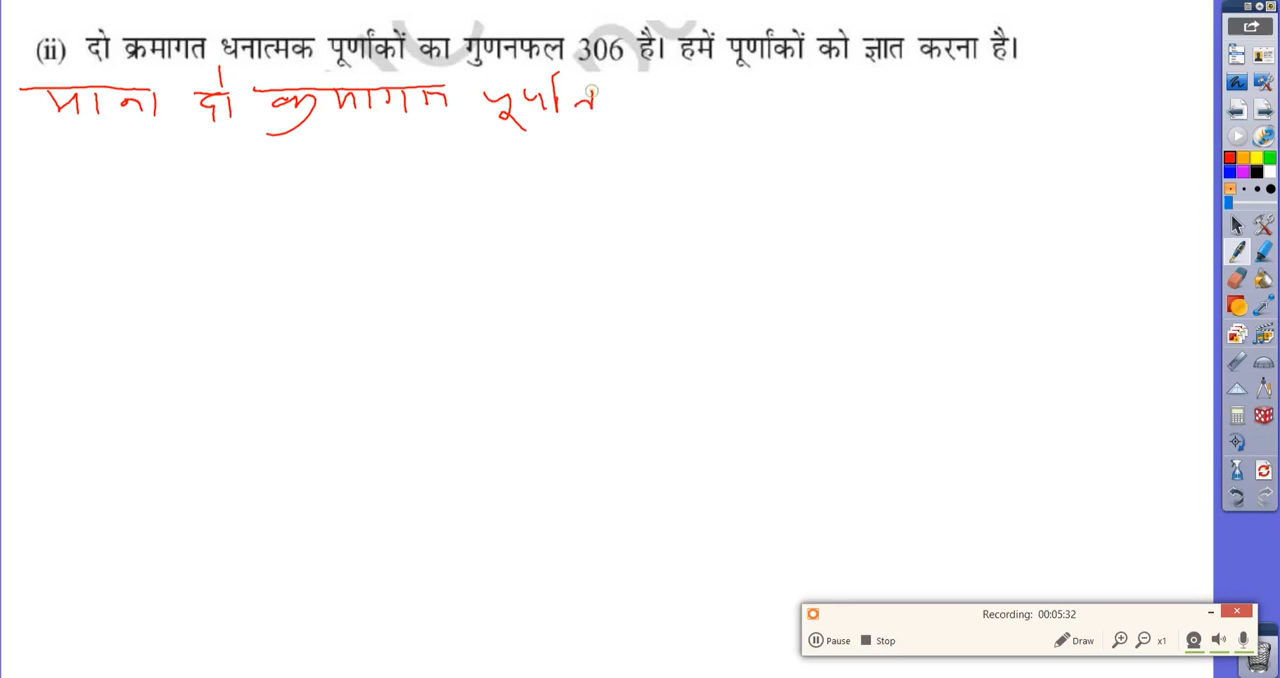 (ii) दो क्रमागत धनात्मक पूर्णांकों का गुणनफल 306 है। हमें पूर्णांकों को ज्ञात करना है।
माना दो क्रमागत
Recording: 00:05:32
Pause Stop Draw x1